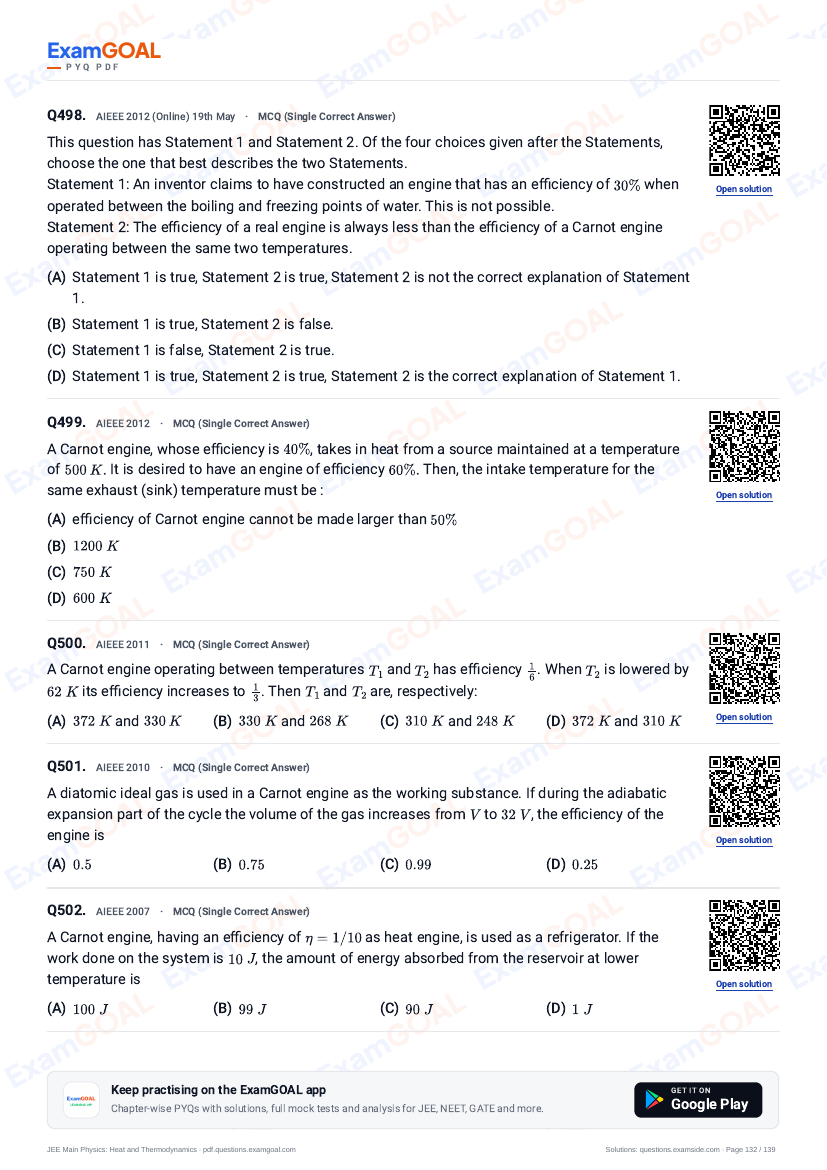 ExamGOAL
PYQ PDF
Q498. AIEEE 2012 (Online) 19th May · MCQ (Single Correct Answer)
This question has Statement 1 and Statement 2. Of the four choices given after the Statements,
choose the one that best describes the two Statements.
Statement 1: An inventor claims to have constructed an engine that has an efficiency of 30% when
operated between the boiling and freezing points of water. This is not possible.
Statement 2: The efficiency of a real engine is always less than the efficiency of a Carnot engine
operating between the same two temperatures.
Open solution
(A) Statement 1 is true, Statement 2 is true, Statement 2 is not the correct explanation of Statement
1.
(B) Statement 1 is true, Statement 2 is false.
(C) Statement 1 is false, Statement 2 is true.
(D) Statement 1 is true, Statement 2 is true, Statement 2 is the correct explanation of Statement 1.
Q499. AIEEE 2012 · MCQ (Single Correct Answer)
A Carnot engine, whose efficiency is 40%, takes in heat from a source maintained at a temperature
of 500 K. It is desired to have an engine of efficiency 60%. Then, the intake temperature for the
same exhaust (sink) temperature must be :
Open solution
(A) efficiency of Carnot engine cannot be made larger than 50%
(B) 1200 K
(C) 750 K
(D) 600 K
Q500. AIEEE 2011 · MCQ (Single Correct Answer)
A Carnot engine operating between temperatures T₁ and T₂ has efficiency 1/6. When T₂ is lowered by
62 K its efficiency increases to 1/3. Then T₁ and T₂ are, respectively:
Open solution
(A) 372 K and 330 K (B) 330 K and 268 K (C) 310 K and 248 K (D) 372 K and 310 K
Q501. AIEEE 2010 · MCQ (Single Correct Answer)
A diatomic ideal gas is used in a Carnot engine as the working substance. If during the adiabatic
expansion part of the cycle the volume of the gas increases from V to 32 V, the efficiency of the
engine is
Open solution
(A) 0.5 (B) 0.75 (C) 0.99 (D) 0.25
Q502. AIEEE 2007 · MCQ (Single Correct Answer)
A Carnot engine, having an efficiency of η = 1/10 as heat engine, is used as a refrigerator. If the
work done on the system is 10 J, the amount of energy absorbed from the reservoir at lower
temperature is
Open solution
(A) 100 J (B) 99 J (C) 90 J (D) 1 J
ExamGOAL
Keep practising on the ExamGOAL app
Chapter-wise PYQs with solutions, full mock tests and analysis for JEE, NEET, GATE and more.
GET IT ON
Google Play
JEE Main Physics: Heat and Thermodynamics · pdf.questions.examgoal.com
Solutions: questions.examside.com · Page 132 / 139